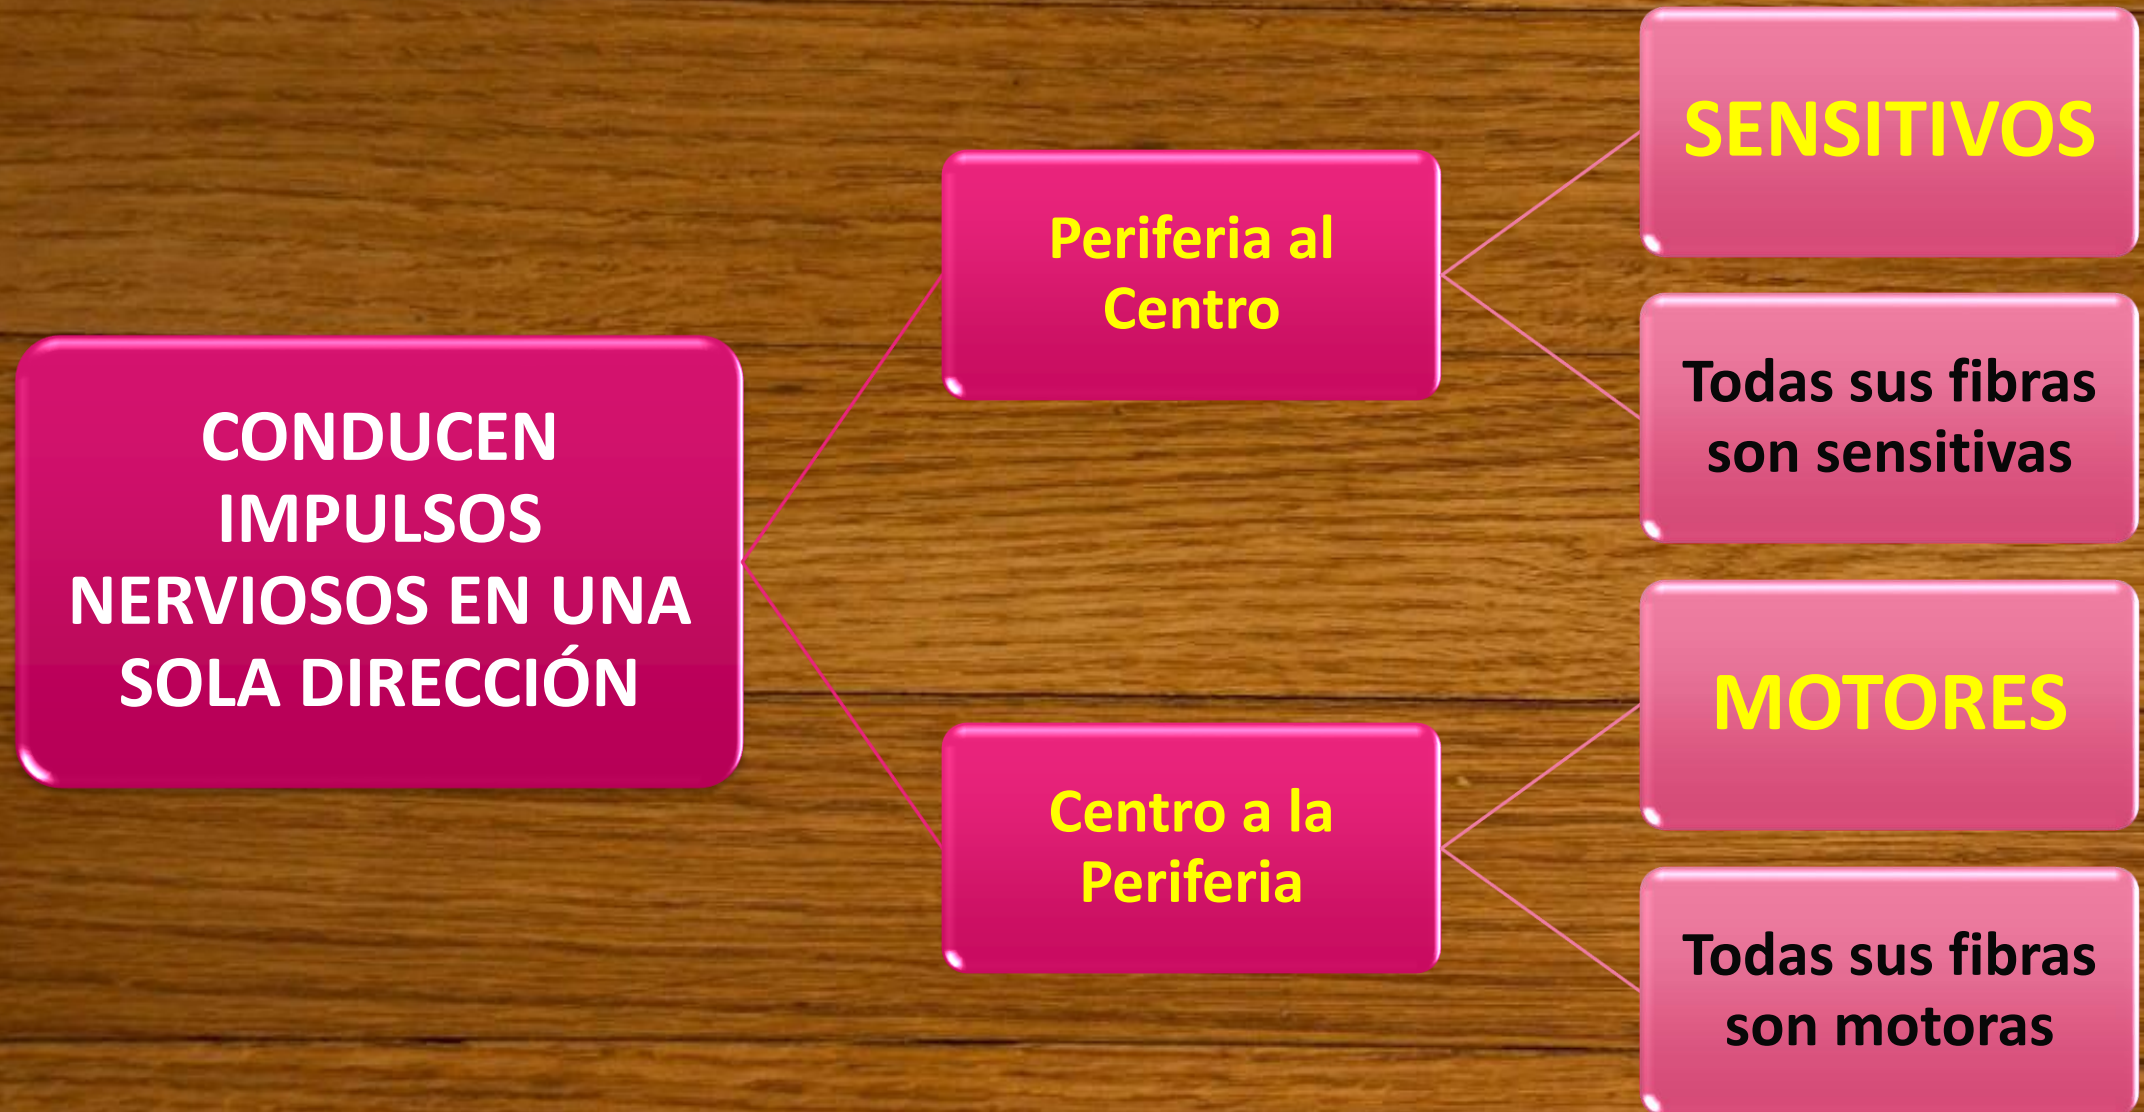 CONDUCEN
IMPULSOS
NERVIOSOS EN UNA
SOLA DIRECCIÓN
Periferia al
Centro
SENSITIVOS
Todas sus fibras
son sensitivas
Centro a la
Periferia
MOTORES
Todas sus fibras
son motoras